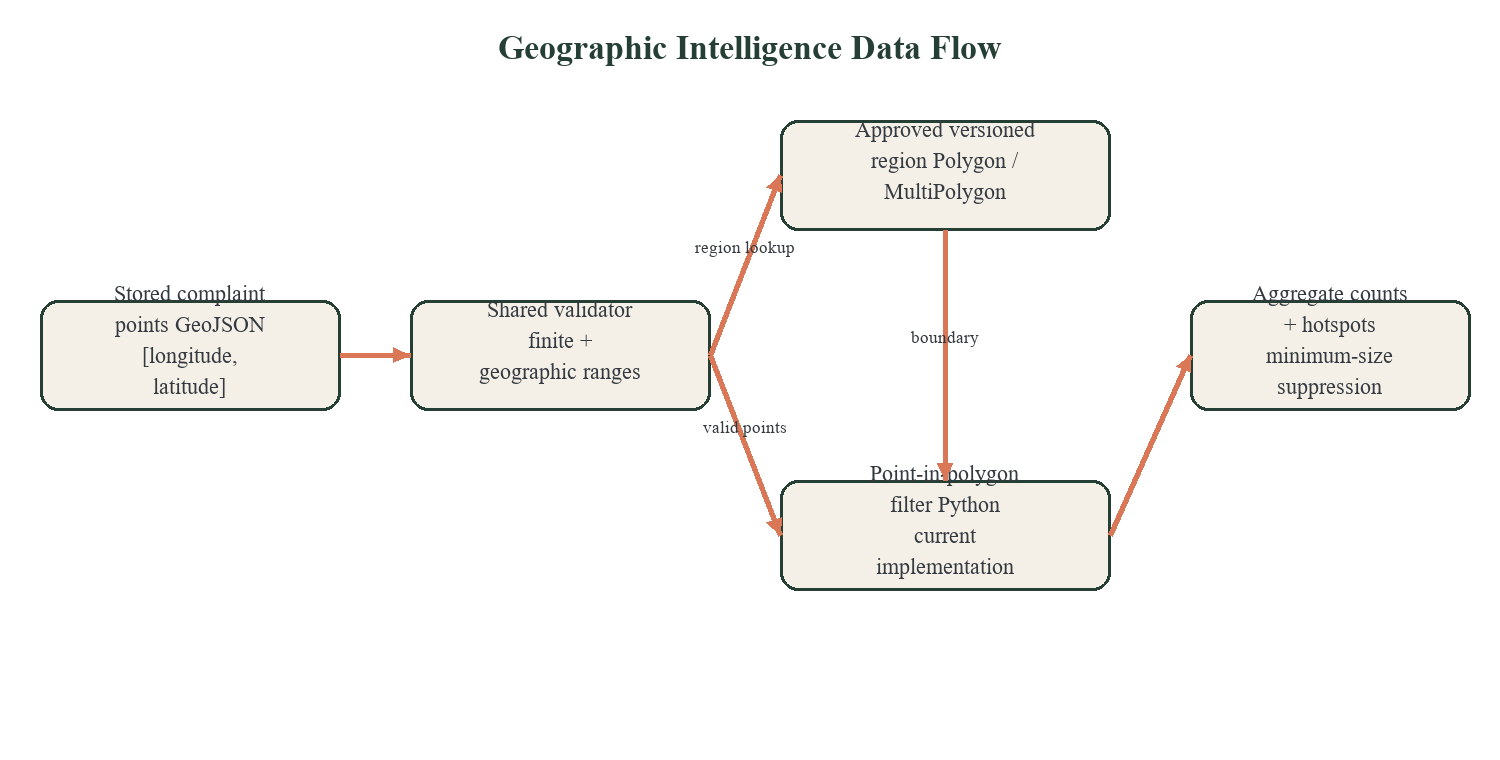 Geographic Intelligence Data Flow
Approved versioned
region Polygon /
MultiPolygon
region lookup
Stored complaint
points GeoJSON
[longitude,
latitude]
Shared validator
finite +
geographic ranges
boundary
Aggregate counts
+ hotspots
minimum-size
suppression
valid points
Point-in-polygon
filter Python
current
implementation